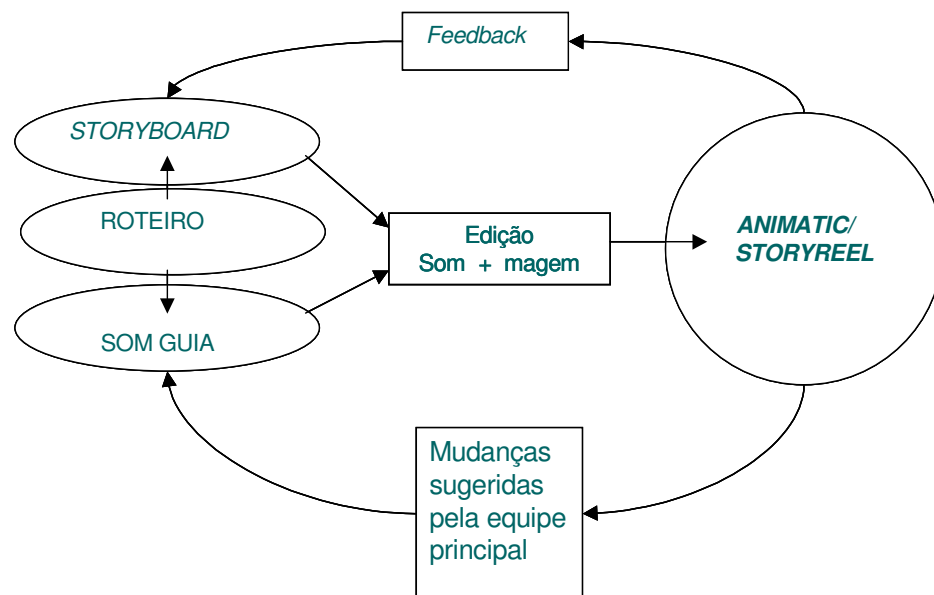 Feedback
STORYBOARD
ROTEIRO
SOM GUIA
Edição
Som + magem
ANIMATIC/
STORYREEL
Mudanças
sugeridas
pela equipe
principal